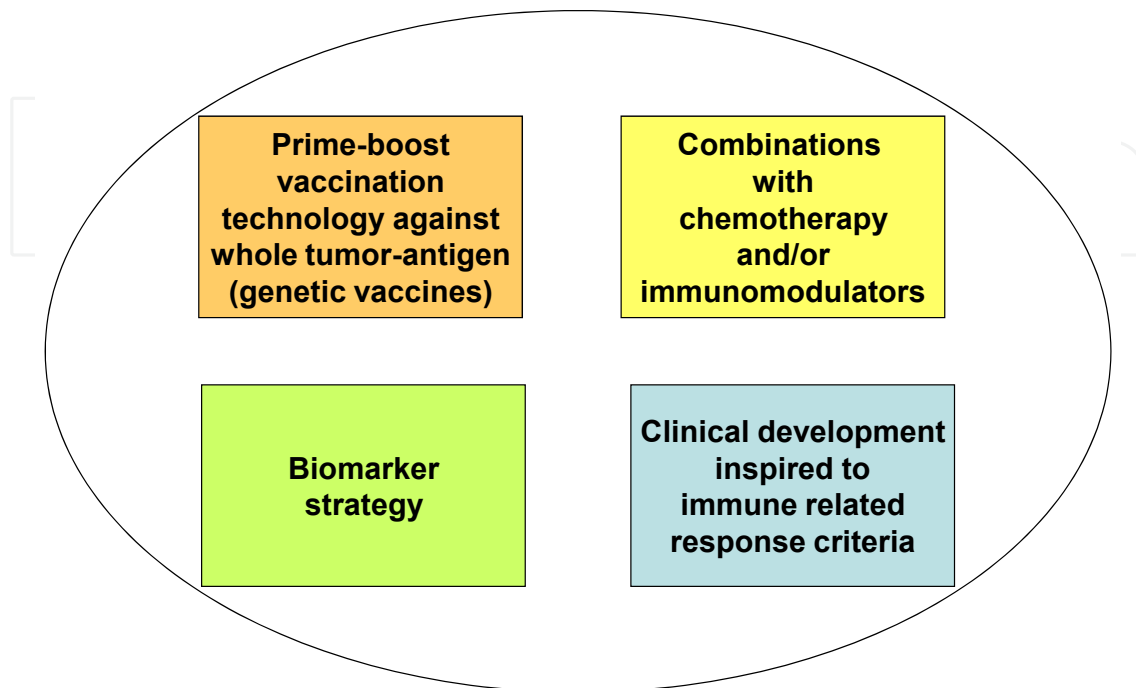 Prime-boost
vaccination
technology against
whole tumor-antigen
(genetic vaccines)
Combinations
with
chemotherapy
and/or
immunomodulators
Biomarker
strategy
Clinical development
inspired to
immune related
response criteria